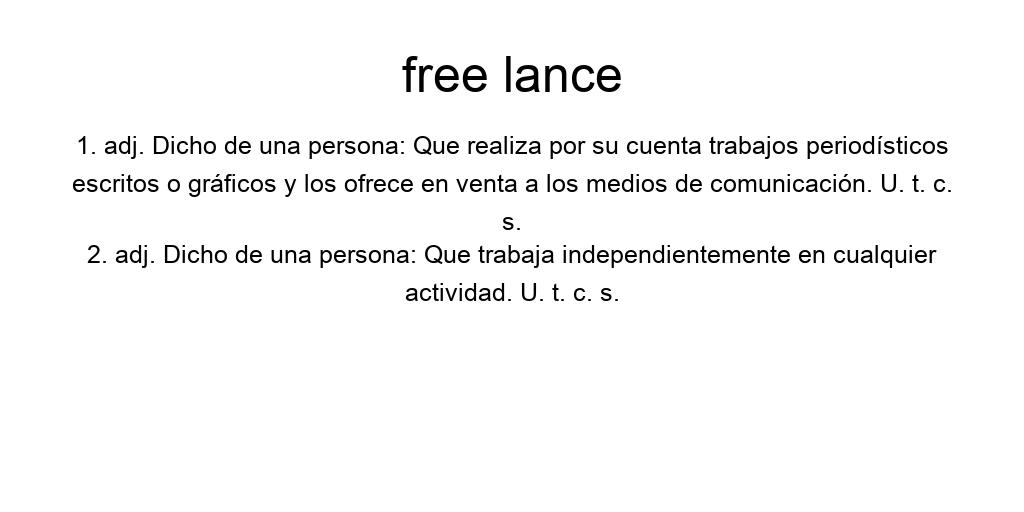 free lance
1. adj. Dicho de una persona: Que realiza por su cuenta trabajos periodísticos
escritos o gráficos y los ofrece en venta a los medios de comunicación. U. t. c.
s.
2. adj. Dicho de una persona: Que trabaja independientemente en cualquier
actividad. U. t. c. s.